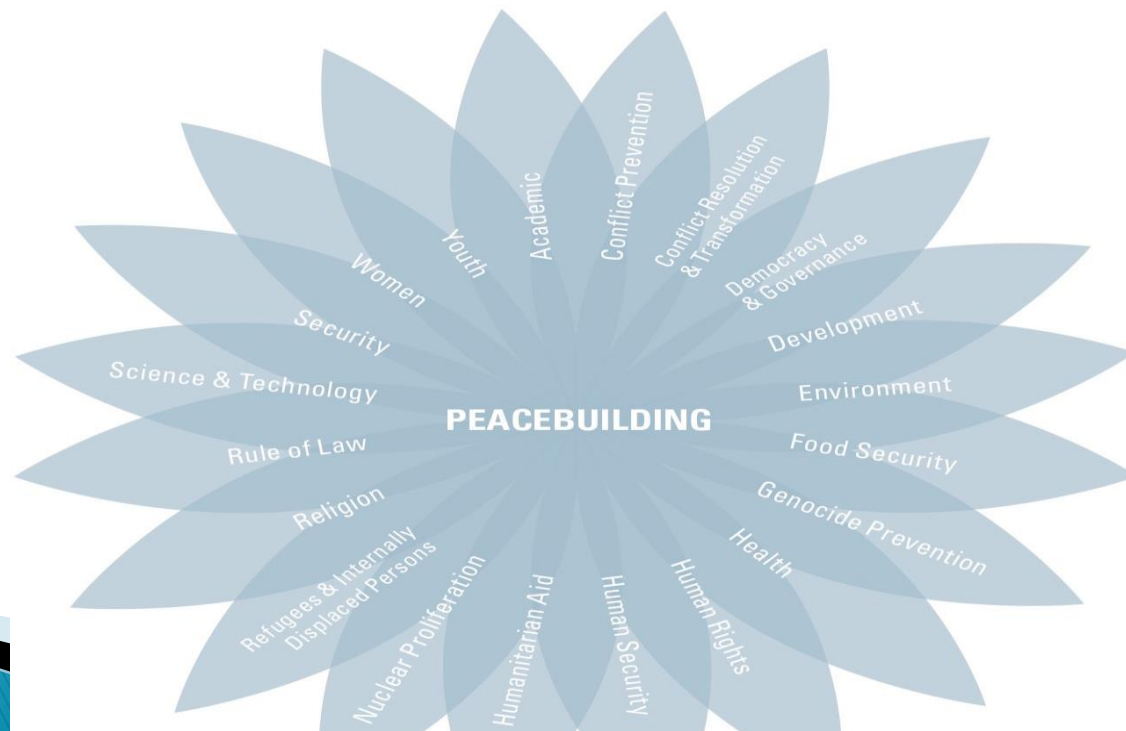 PEACEBUILDING
Academic
Conflict Prevention
Conflict Resolution
& Transformation
Democracy
& Governance
Development
Environment
Food Security
Genocide Prevention
Health
Human Rights
Human Security
Humanitarian Aid
Nuclear Proliferation
Refugees & Internally
Displaced Persons
Religion
Rule of Law
Science & Technology
Security
Women
Youth